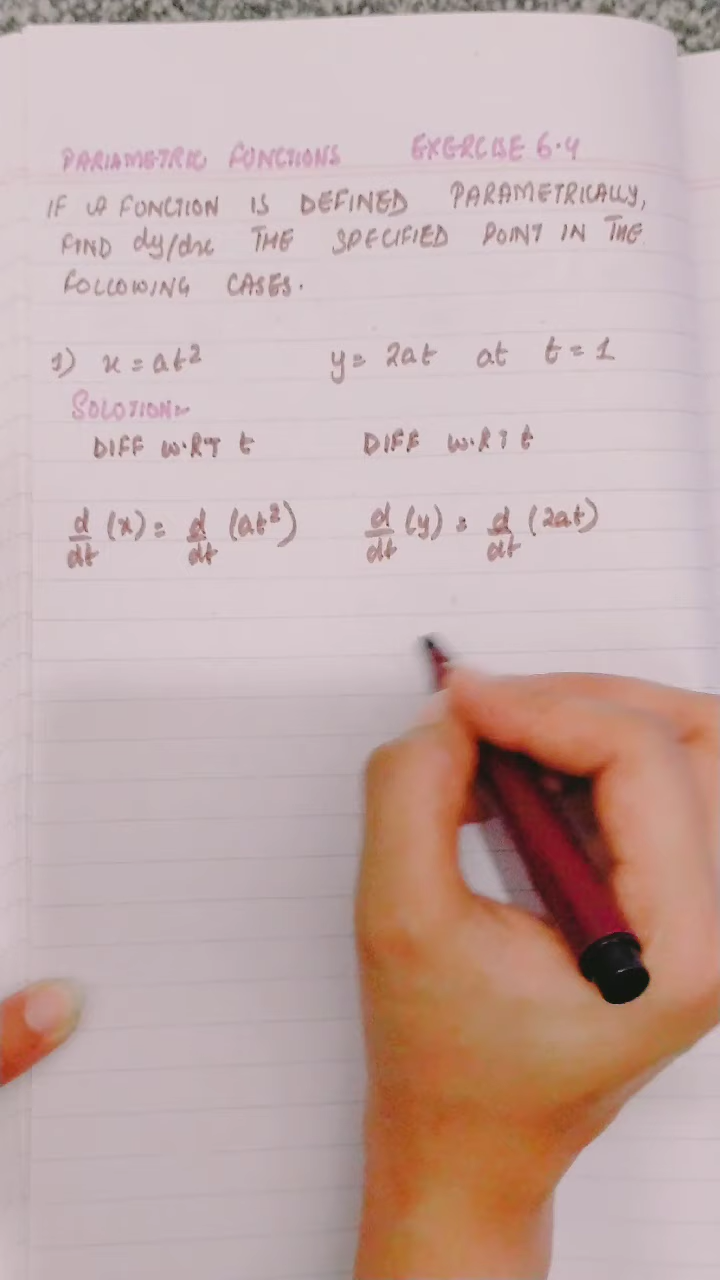 PARAMETRIC FUNCTIONS EXERCISE 6.4
IF A FUNCTION IS DEFINED PARAMETRICALLY,
FIND dy/dx THE SPECIFIED POINT IN THE
FOLLOWING CASES.
1) x = at² y = 2at at t = 1
SOLUTION
DIFF W.R.T t DIFF W.R.T t
d/dt (x) = d/dt (at²) d/dt (y) = d/dt (2at)